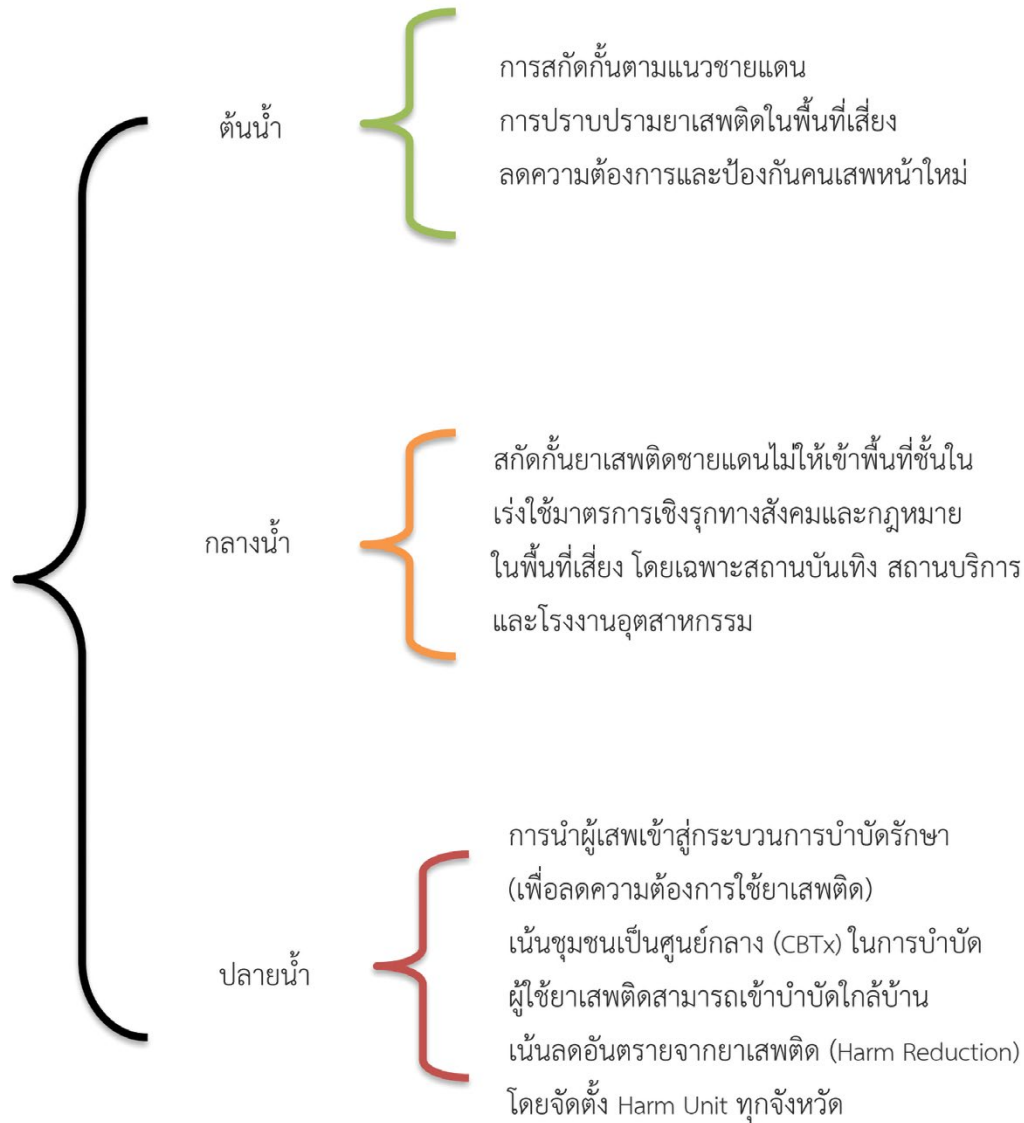 ต้นน้ำ
การสกัดกั้นตามแนวชายแดน
การปราบปรามยาเสพติดในพื้นที่เสี่ยง
ลดความต้องการและป้องกันคนเสพหน้าใหม่
กลางน้ำ
สกัดกั้นยาเสพติดชายแดนไม่ให้เข้าพื้นที่ชั้นใน
เร่งใช้มาตรการเชิงรุกทางสังคมและกฎหมาย
ในพื้นที่เสี่ยง โดยเฉพาะสถานบันเทิง สถานบริการ
และโรงงานอุตสาหกรรม
ปลายน้ำ
การนำผู้เสพเข้าสู่กระบวนการบำบัดรักษา
(เพื่อลดความต้องการใช้ยาเสพติด)
เน้นชุมชนเป็นศูนย์กลาง (CBTx) ในการบำบัด
ผู้ใช้ยาเสพติดสามารถเข้าบำบัดใกล้บ้าน
เน้นลดอันตรายจากยาเสพติด (Harm Reduction)
โดยจัดตั้ง Harm Unit ทุกจังหวัด